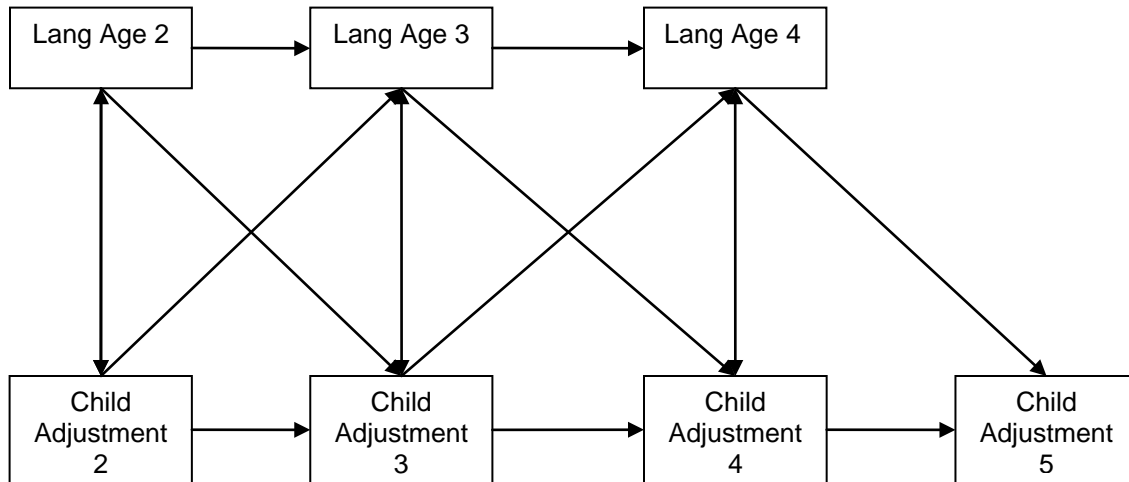 Lang Age 2
Lang Age 3
Lang Age 4
Child
Adjustment
2
Child
Adjustment
3
Child
Adjustment
4
Child
Adjustment
5